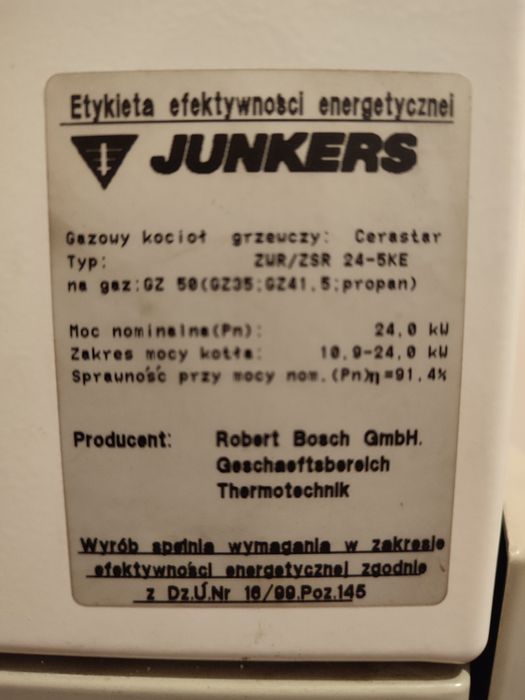 Etykieta efektywności energetycznej
JUNKERS
Gazowy kocioł grzewczy: Cerastar
Typ: ZWR/ZSR 24-5KE
na gaz:GZ 50(GZ35;GZ41,5;propan)
Moc nominalna(Pn): 24,0 kW
Zakres mocy kotła: 10,9-24,0 kW
Sprawność przy mocy nom.(Pn)η=91,4%
Producent: Robert Bosch GmbH.
Geschaeftsbereich
Thermotechnik
Wyrób spełnia wymagania w zakresie
efektywności energetycznej zgodnie
z Dz.U.Nr 16/99.Poz.145